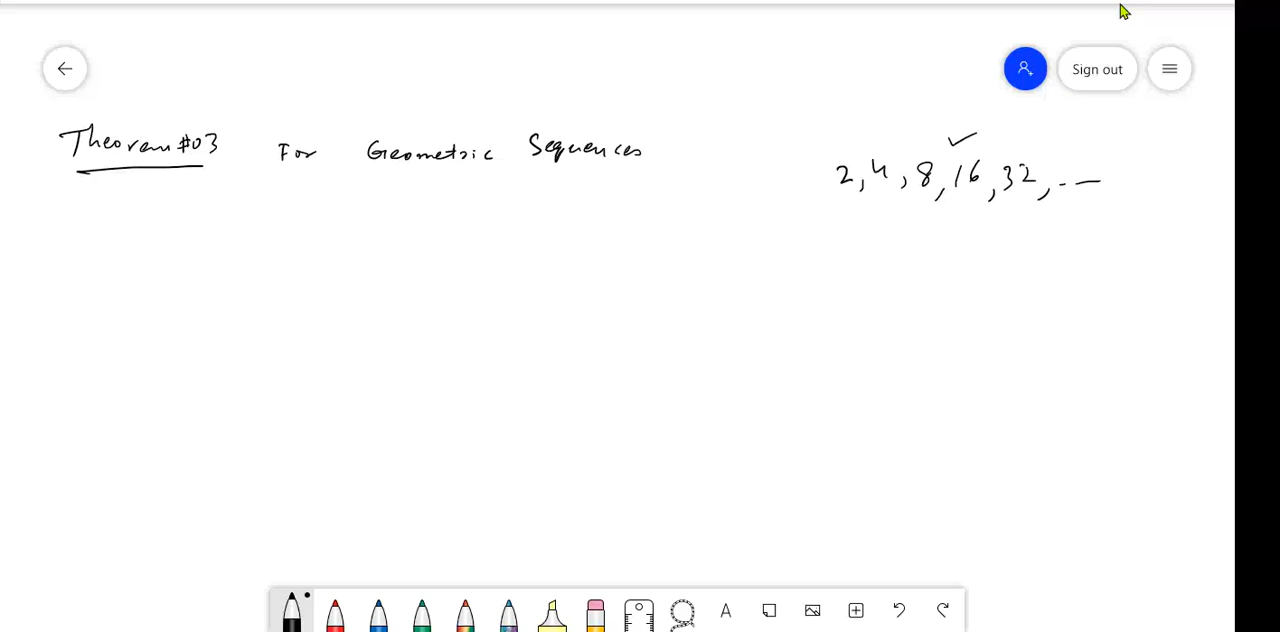 Sign out
Theorem #03 For Geometric Sequences
2, 4, 8, 16, 32, ...
A